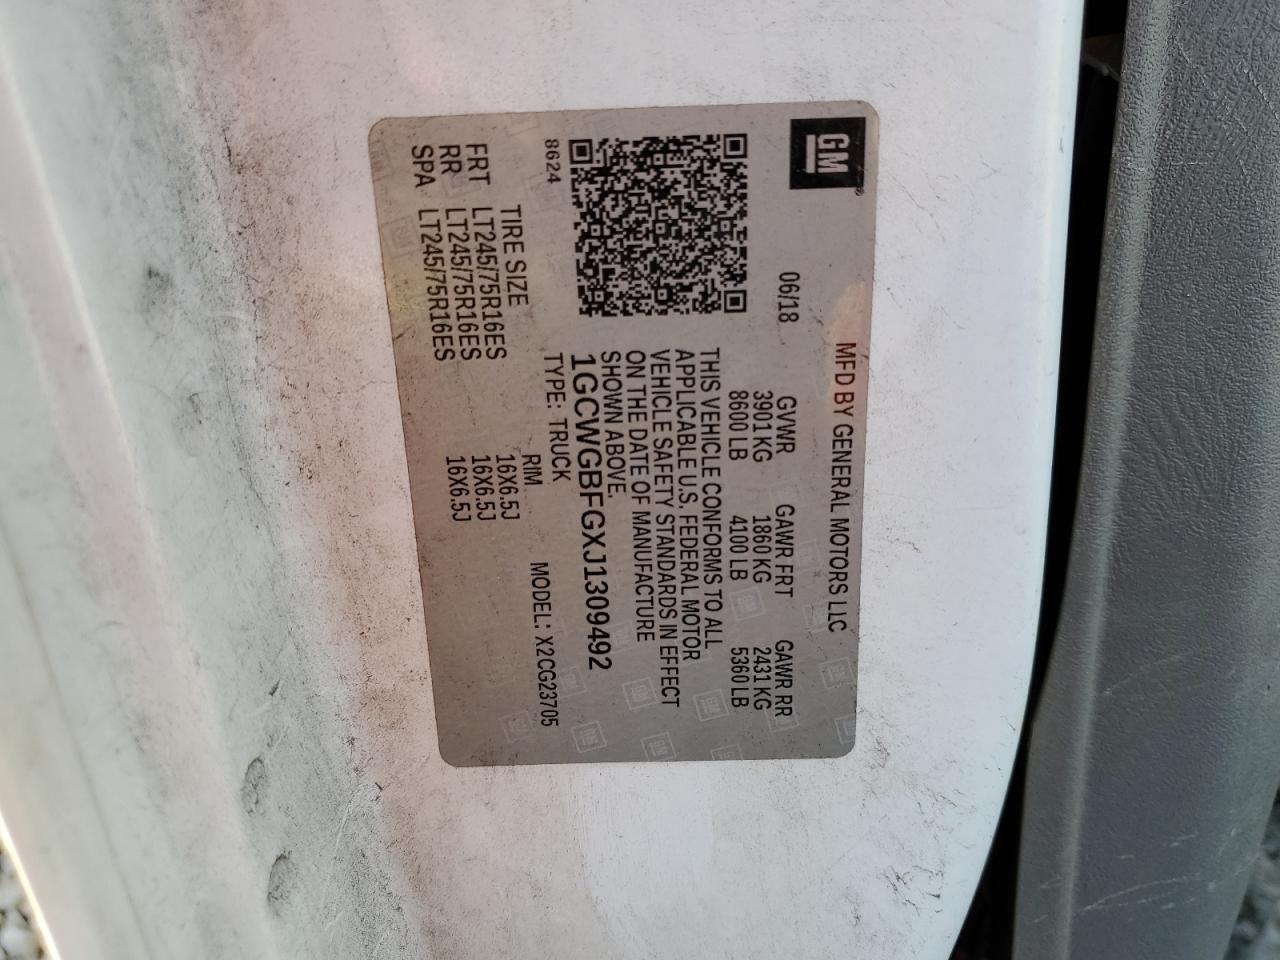 GM
MFD BY GENERAL MOTORS LLC
06/18
GVWR GAWR FRT GAWR RR
3901 KG 1860 KG 2431 KG
8600 LB 4100 LB 5360 LB
THIS VEHICLE CONFORMS TO ALL
APPLICABLE U.S. FEDERAL MOTOR
VEHICLE SAFETY STANDARDS IN EFFECT
ON THE DATE OF MANUFACTURE
SHOWN ABOVE.
1GCWGBFGXJ1309492
8624
TYPE: TRUCK MODEL: X2CG23705
TIRE SIZE RIM
FRT LT245/75R16ES 16X6.5J
RR LT245/75R16ES 16X6.5J
SPA LT245/75R16ES 16X6.5J